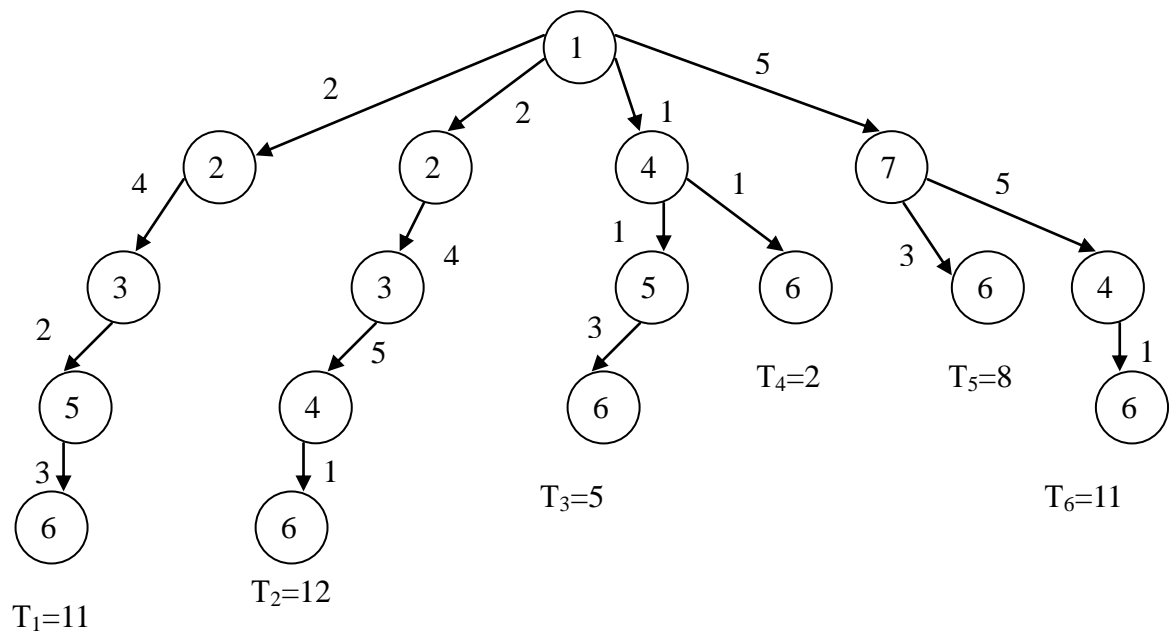 1
2 2 1 5
2 2 4 7
4 4 1 1 3 5
3 3 5 6 6 4
2 5 3 1
T₄=2 T₅=8
5 4 6 6
3 1
T₃=5 T₆=11
6 6
T₂=12
T₁=11